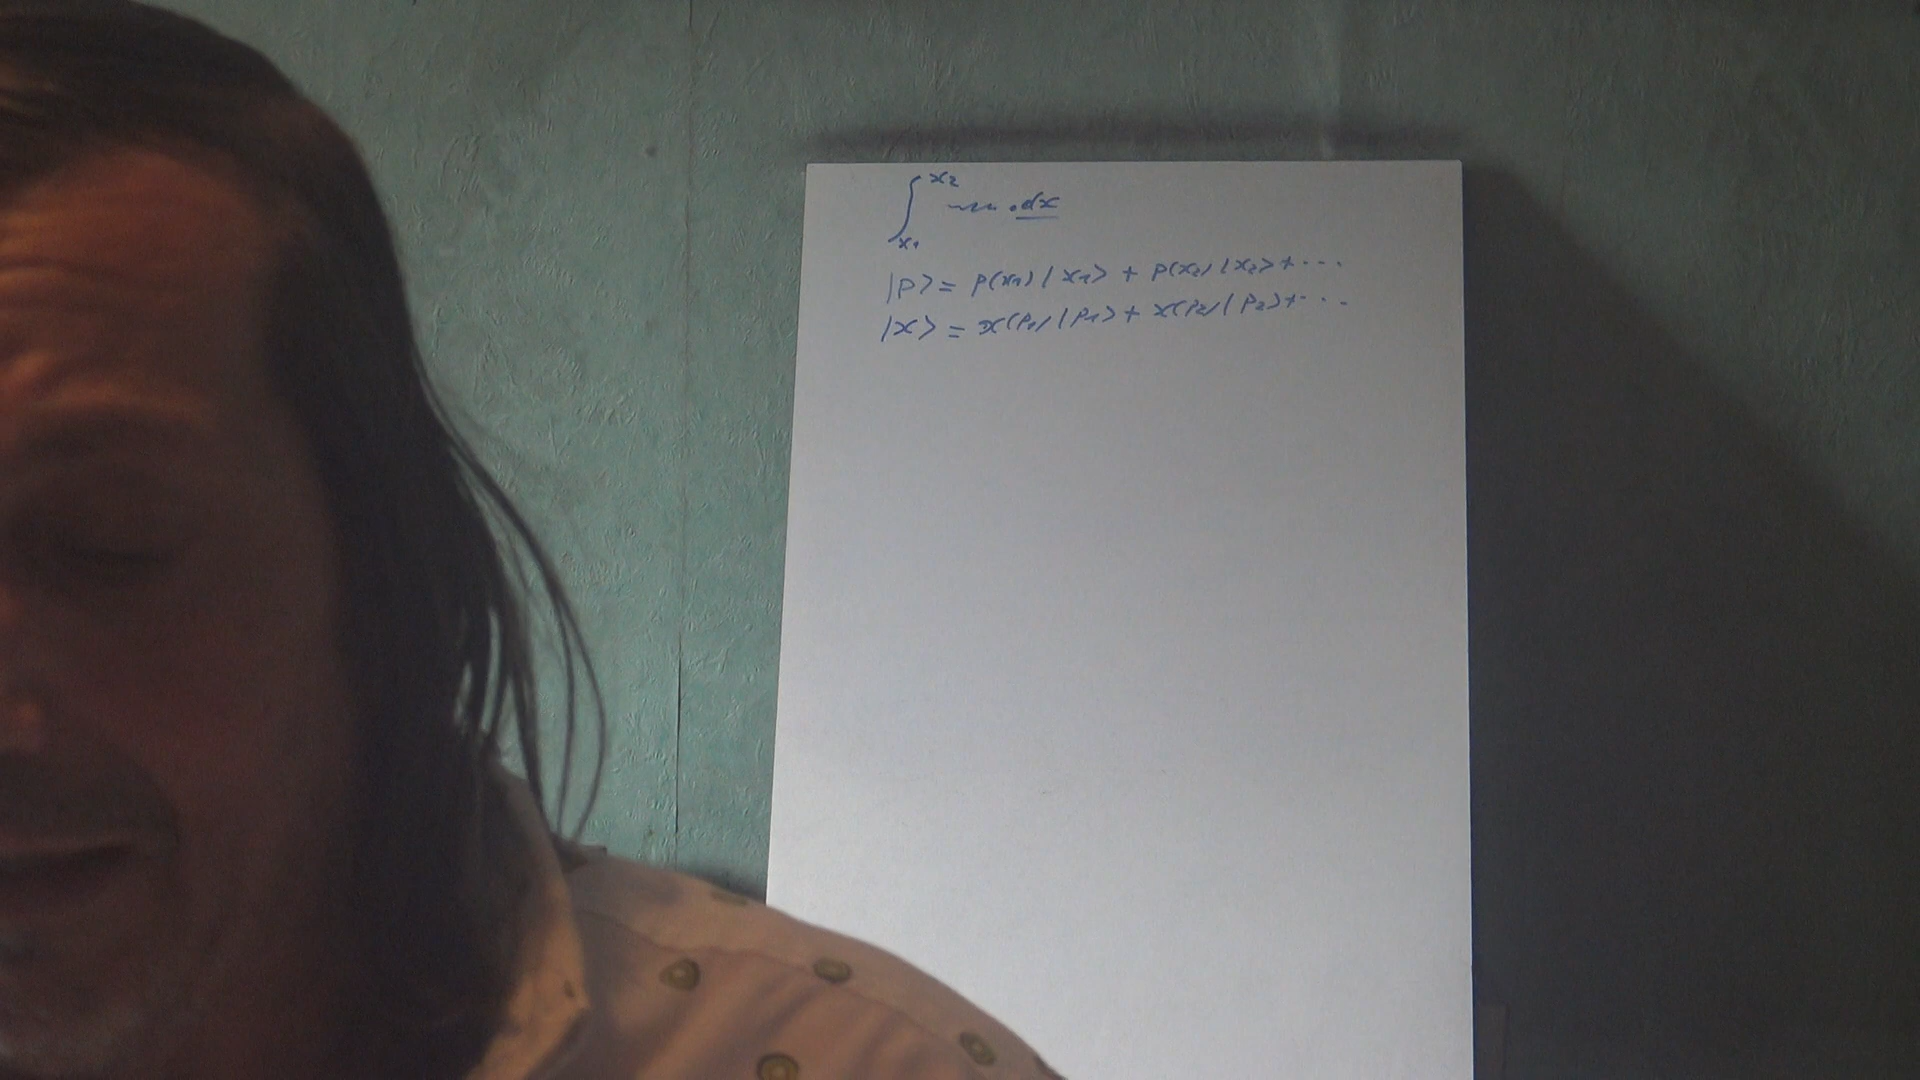 ∫ x₂ x₁ ~~~ . dx
|p> = p(x₁) |x₁> + p(x₂) |x₂> + ...
|x> = x(p₁) |p₁> + x(p₂) |p₂> + ...